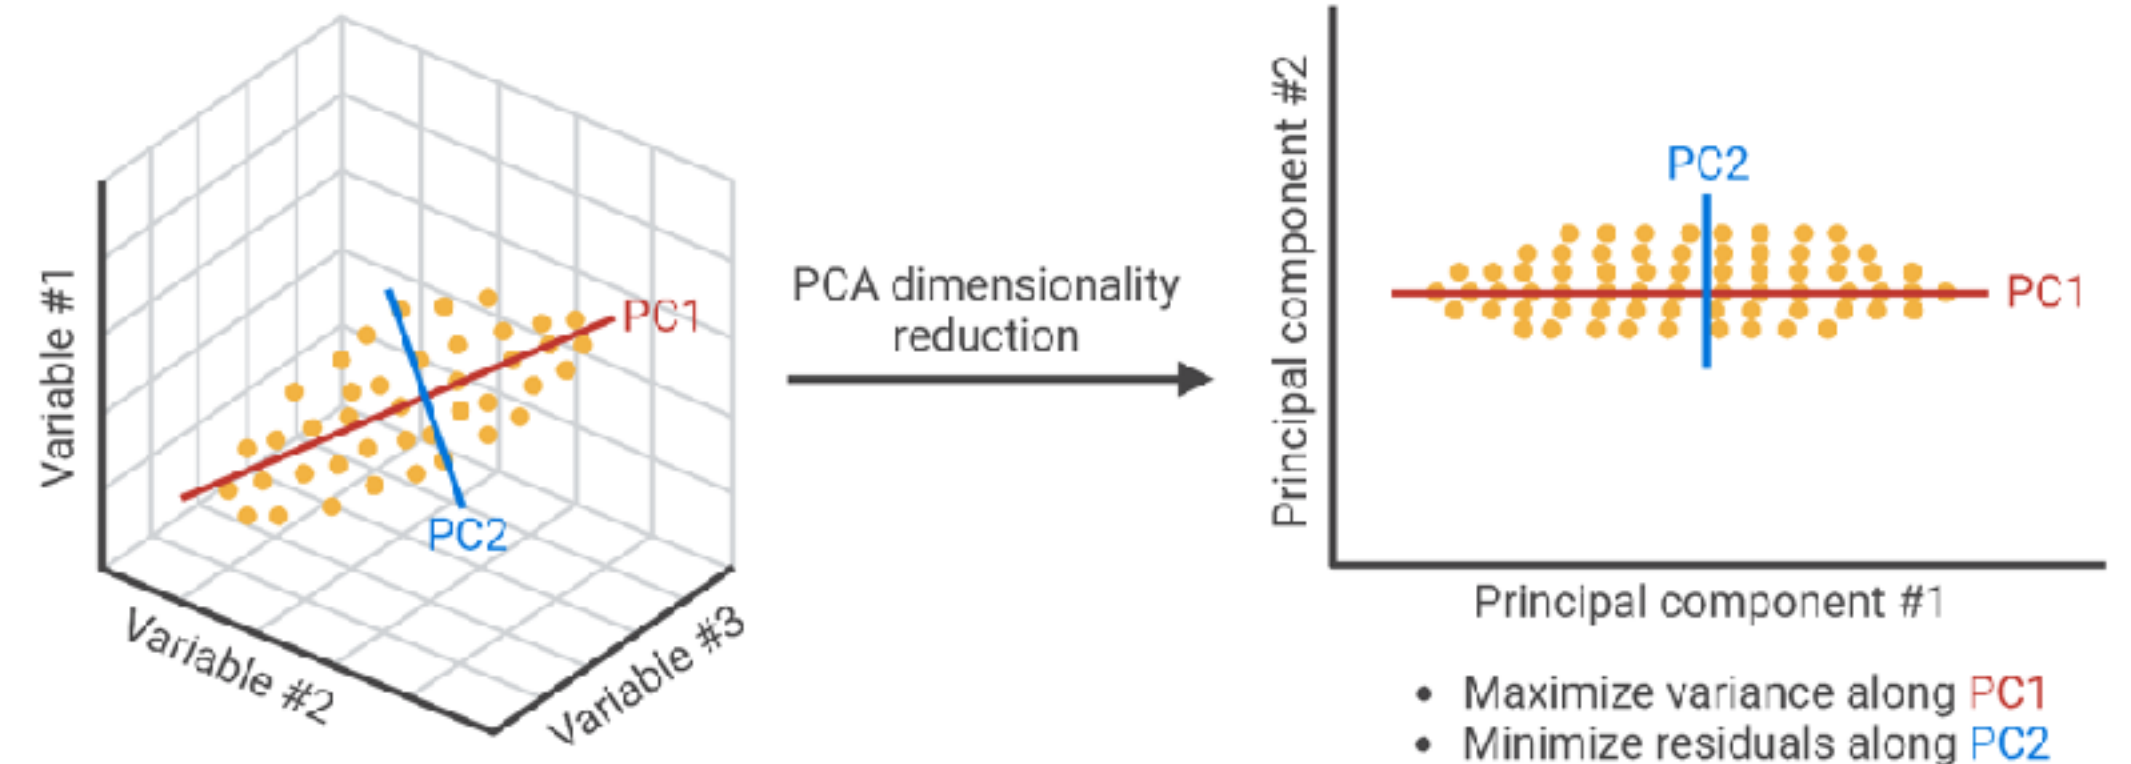 Variable #1
Variable #2
Variable #3
PC1
PC2
PCA dimensionality
reduction
Principal component #2
PC2
PC1
Principal component #1
• Maximize variance along PC1
• Minimize residuals along PC2